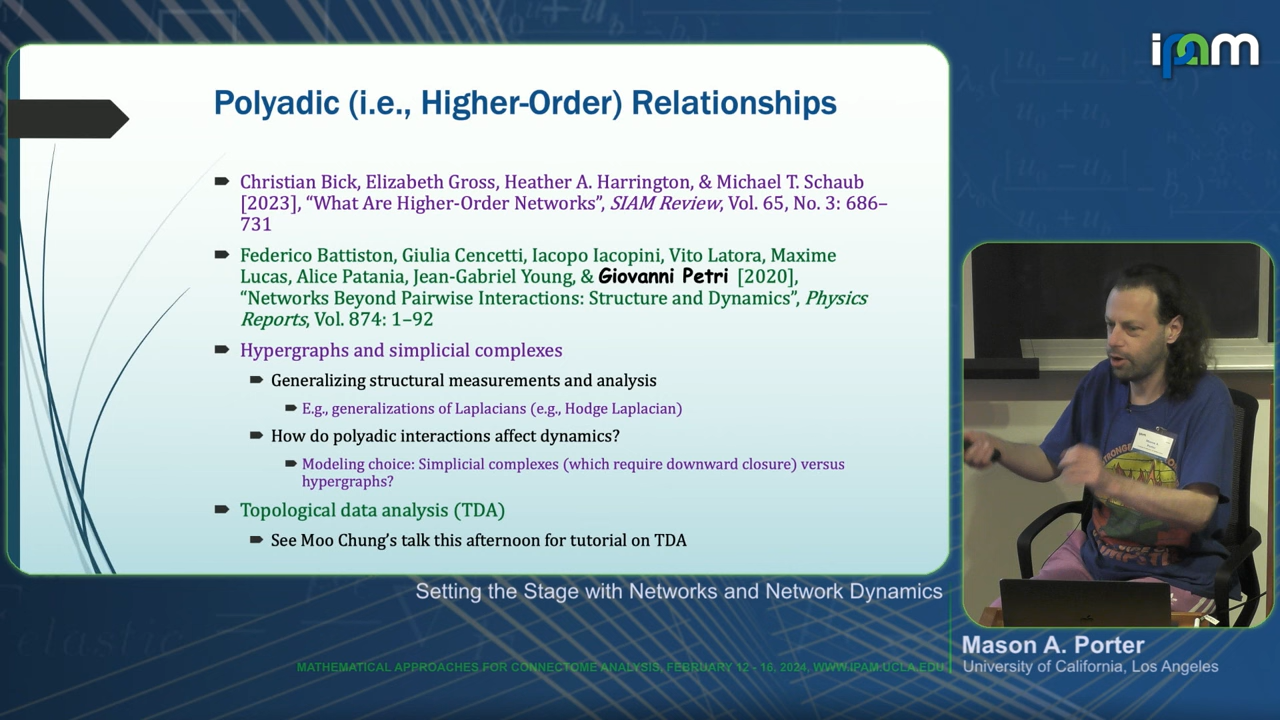 ipam
Polyadic (i.e., Higher-Order) Relationships
Christian Bick, Elizabeth Gross, Heather A. Harrington, & Michael T. Schaub
[2023], “What Are Higher-Order Networks”, SIAM Review, Vol. 65, No. 3: 686–
731
Federico Battiston, Giulia Cencetti, Iacopo Iacopini, Vito Latora, Maxime
Lucas, Alice Patania, Jean-Gabriel Young, & Giovanni Petri [2020],
“Networks Beyond Pairwise Interactions: Structure and Dynamics”, Physics
Reports, Vol. 874: 1–92
Hypergraphs and simplicial complexes
Generalizing structural measurements and analysis
E.g., generalizations of Laplacians (e.g., Hodge Laplacian)
How do polyadic interactions affect dynamics?
Modeling choice: Simplicial complexes (which require downward closure) versus
hypergraphs?
Topological data analysis (TDA)
See Moo Chung’s talk this afternoon for tutorial on TDA
Setting the Stage with Networks and Network Dynamics
Mason A. Porter
University of California, Los Angeles
MATHEMATICAL APPROACHES FOR CONNECTOME ANALYSIS, FEBRUARY 12 - 16, 2024, WWW.IPAM.UCLA.EDU
elastic